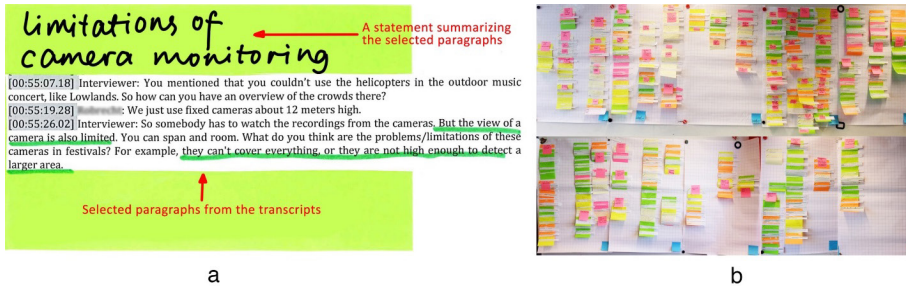 limitations of
camera monitoring
A statement summarizing
the selected paragraphs
[00:55:07.18] Interviewer: You mentioned that you couldn't use the helicopters in the outdoor music
concert, like Lowlands. So how can you have an overview of the crowds there?
[00:55:19.28] : We just use fixed cameras about 12 meters high.
[00:55:26.02] Interviewer: So somebody has to watch the recordings from the cameras. But the view of a
camera is also limited. You can span and room. What do you think are the problems/limitations of these
cameras in festivals? For example, they can't cover everything, or they are not high enough to detect a
larger area.
Selected paragraphs from the transcripts
a
b